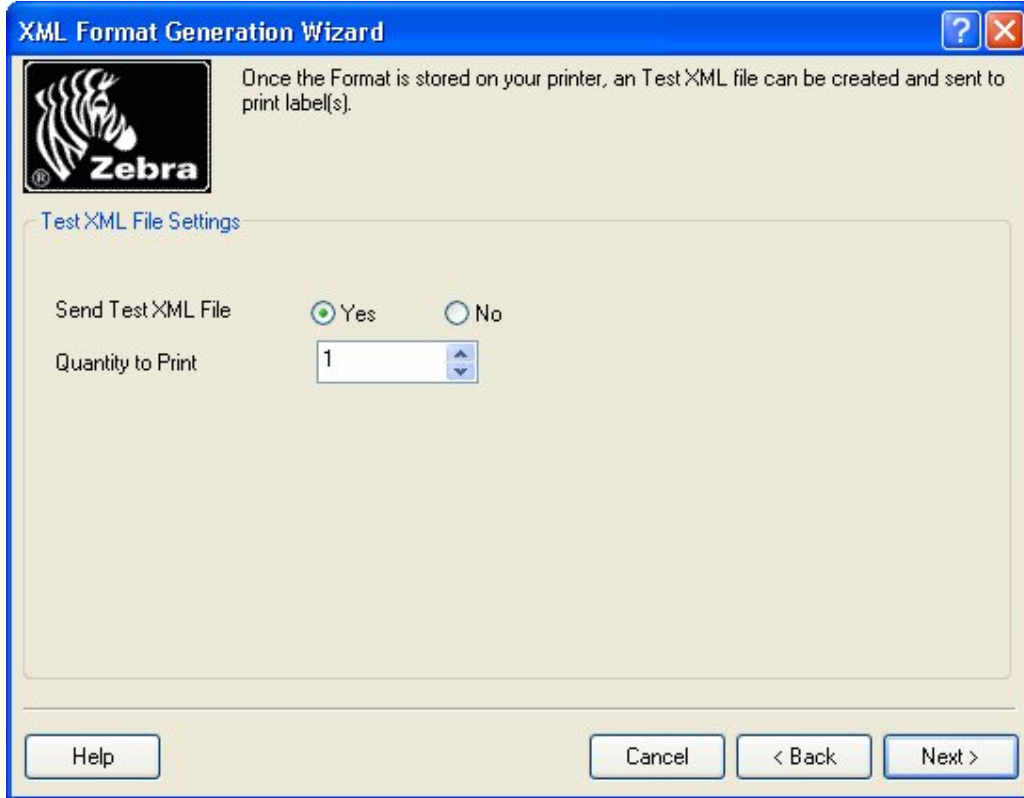 XML Format Generation Wizard
?
Once the Format is stored on your printer, an Test XML file can be created and sent to
print label(s).
® Zebra
Test XML File Settings
Send Test XML File Yes No
Quantity to Print 1
Help Cancel < Back Next >